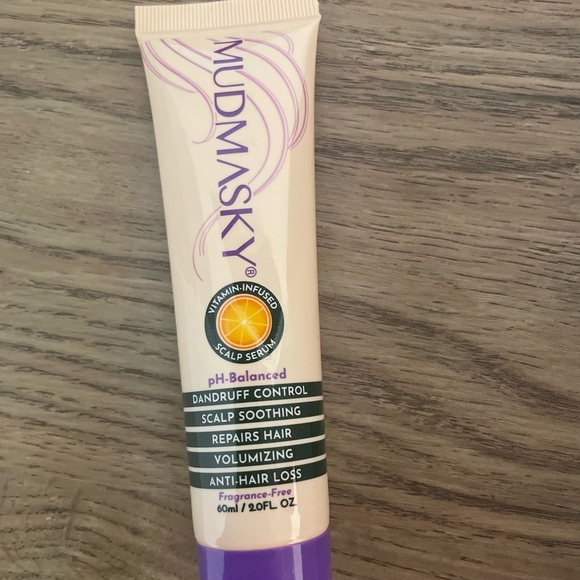 MUDMASKY®
VITAMIN-INFUSED
SCALP SERUM
pH-Balanced
DANDRUFF CONTROL
SCALP SOOTHING
REPAIRS HAIR
VOLUMIZING
ANTI-HAIR LOSS
Fragrance-Free
60ml / 2.0FL. OZ.